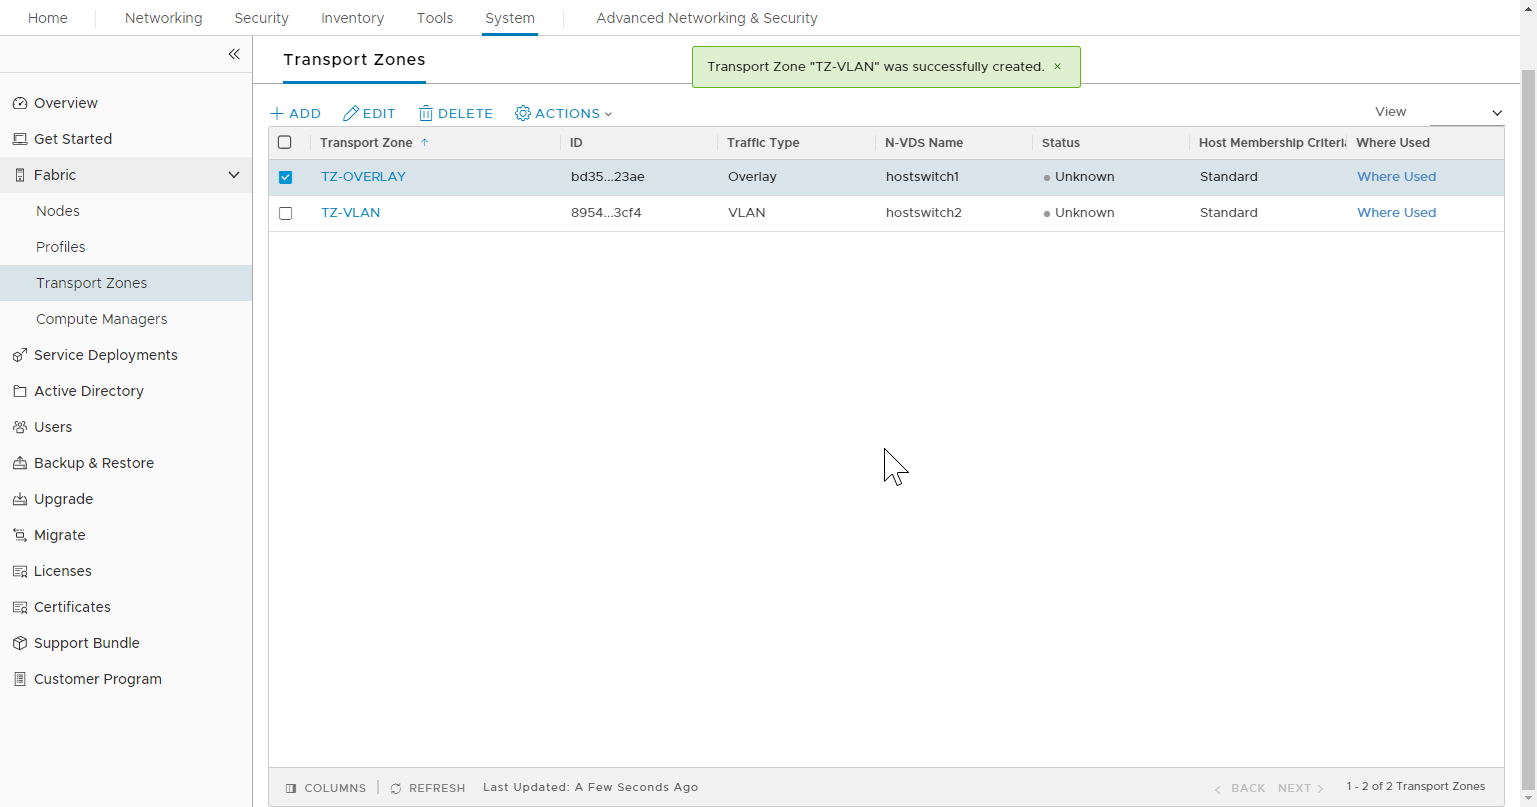 Home Networking Security Inventory Tools System Advanced Networking & Security
Transport Zones
Transport Zone "TZ-VLAN" was successfully created. ×
Overview
Get Started
Fabric
Nodes
Profiles
Transport Zones
Compute Managers
Service Deployments
Active Directory
Users
Backup & Restore
Upgrade
Migrate
Licenses
Certificates
Support Bundle
Customer Program
+ ADD EDIT DELETE ACTIONS View
Transport Zone ↑ ID Traffic Type N-VDS Name Status Host Membership Criteri Where Used
TZ-OVERLAY bd35...23ae Overlay hostswitch1 Unknown Standard Where Used
TZ-VLAN 8954...3cf4 VLAN hostswitch2 Unknown Standard Where Used
COLUMNS REFRESH Last Updated: A Few Seconds Ago BACK NEXT 1 - 2 of 2 Transport Zones